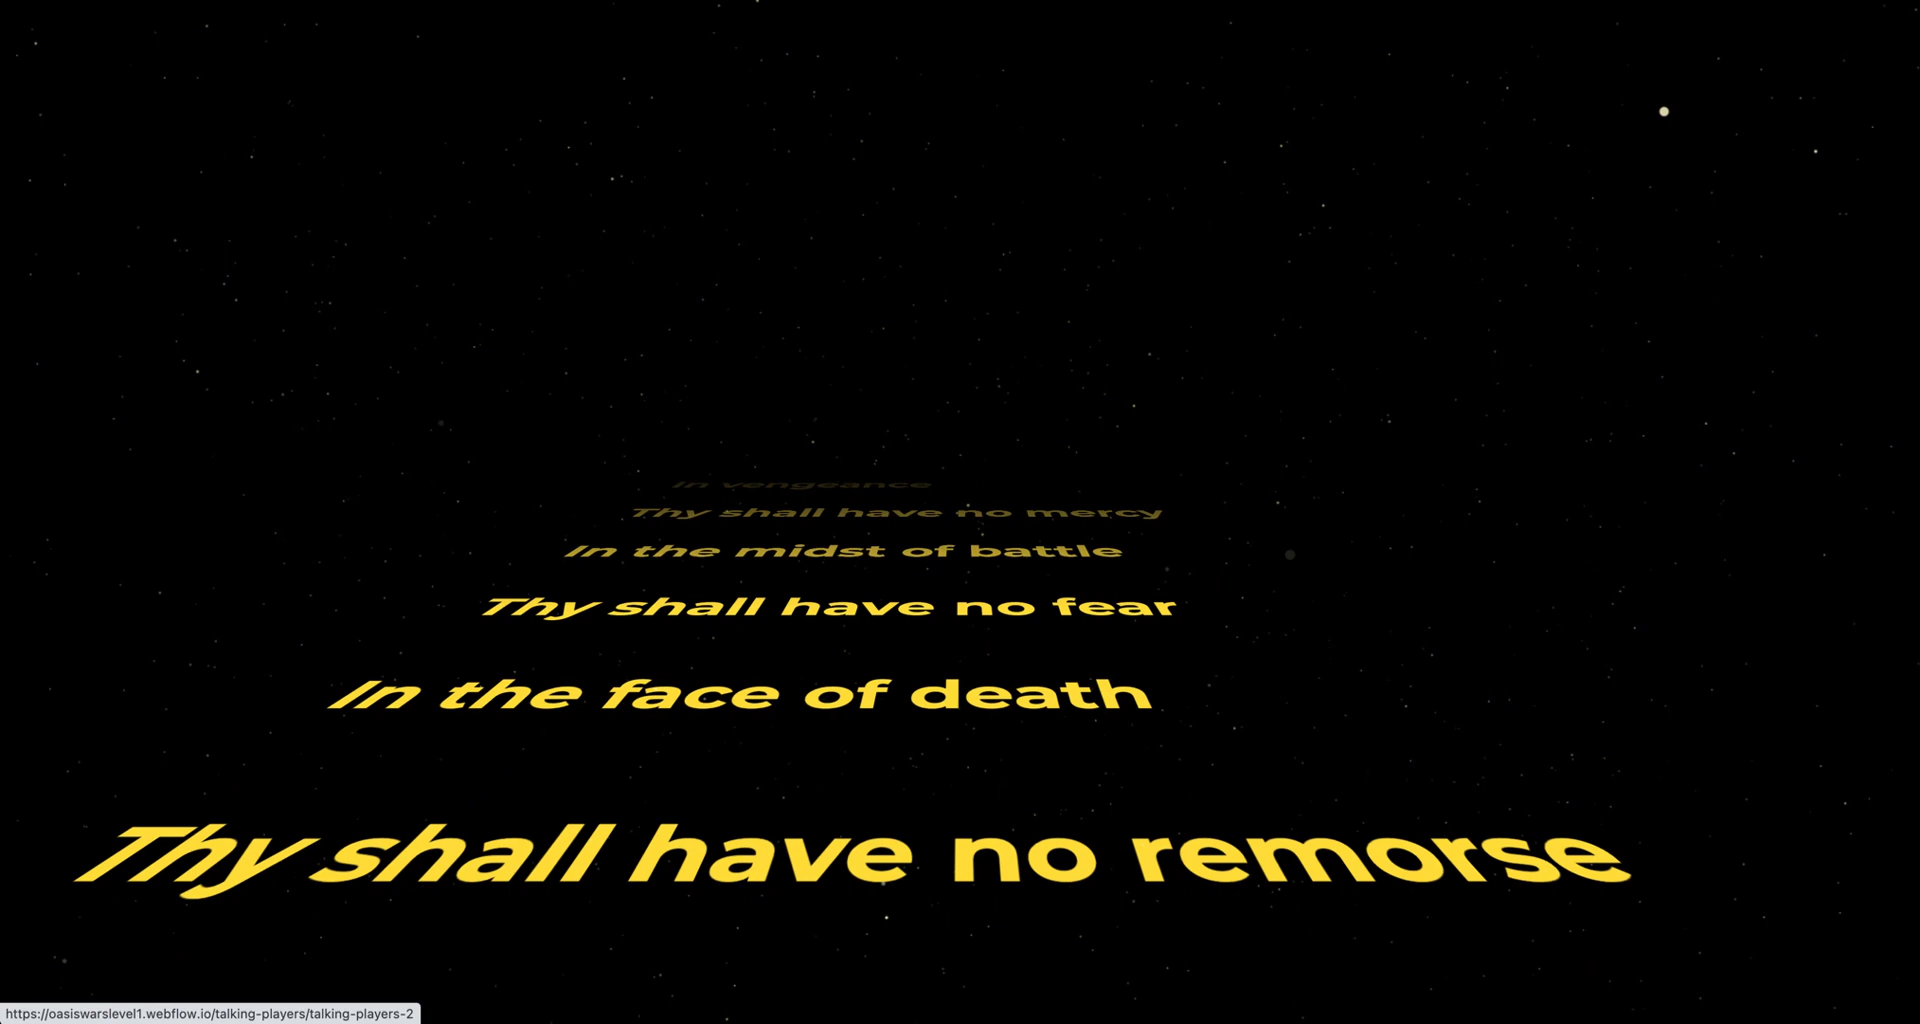 In vengeance
Thy shall have no mercy
In the midst of battle
Thy shall have no fear
In the face of death
Thy shall have no remorse
https://oasiswarslevel1.webflow.io/talking-players/talking-players-2